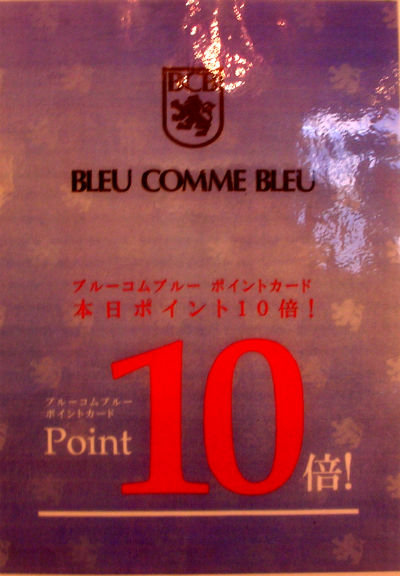 BCB
BLEU COMME BLEU
ブルーコムブルー ポイントカード
本日ポイント10倍!
ブルーコムブルー
ポイントカード
Point 10倍!